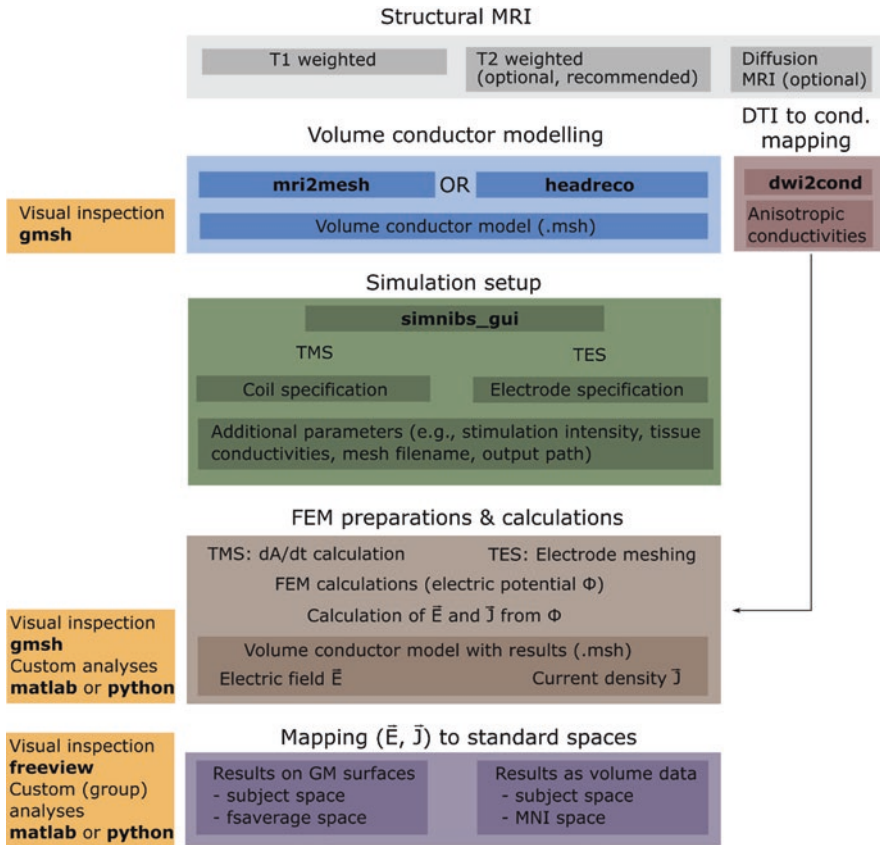 Structural MRI
T1 weighted
T2 weighted
(optional, recommended)
Diffusion
MRI (optional)
DTI to cond.
mapping
Volume conductor modelling
mri2mesh OR headreco
dwi2cond
Visual inspection
gmsh
Volume conductor model (.msh)
Anisotropic
conductivities
Simulation setup
simnibs_gui
TMS
TES
Coil specification
Electrode specification
Additional parameters (e.g., stimulation intensity, tissue
conductivities, mesh filename, output path)
FEM preparations & calculations
TMS: dA/dt calculation
TES: Electrode meshing
FEM calculations (electric potential Φ)
Calculation of E⃗ and J⃗ from Φ
Visual inspection
gmsh
Custom analyses
matlab or python
Volume conductor model with results (.msh)
Electric field E⃗
Current density J⃗
Mapping (E⃗, J⃗) to standard spaces
Visual inspection
freeview
Custom (group)
analyses
matlab or python
Results on GM surfaces
- subject space
- fsaverage space
Results as volume data
- subject space
- MNI space